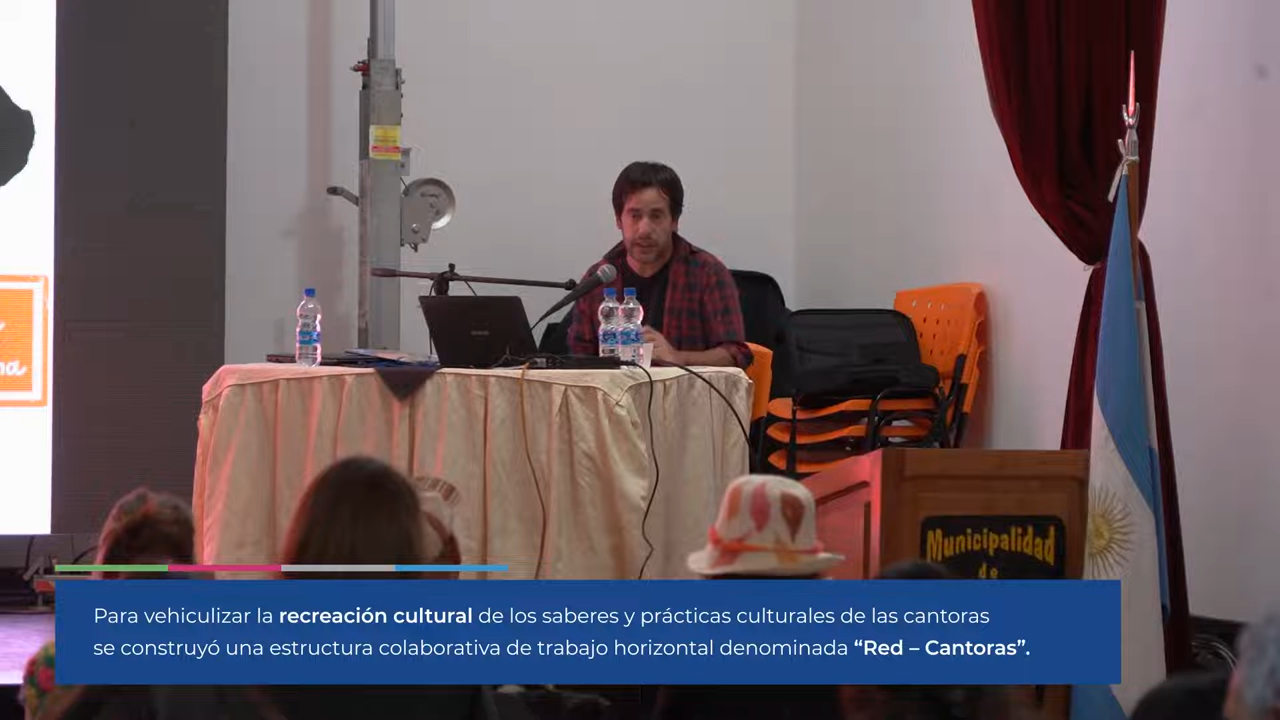 Municipalidad
de
Para vehiculizar la recreación cultural de los saberes y prácticas culturales de las cantoras
se construyó una estructura colaborativa de trabajo horizontal denominada “Red – Cantoras”.